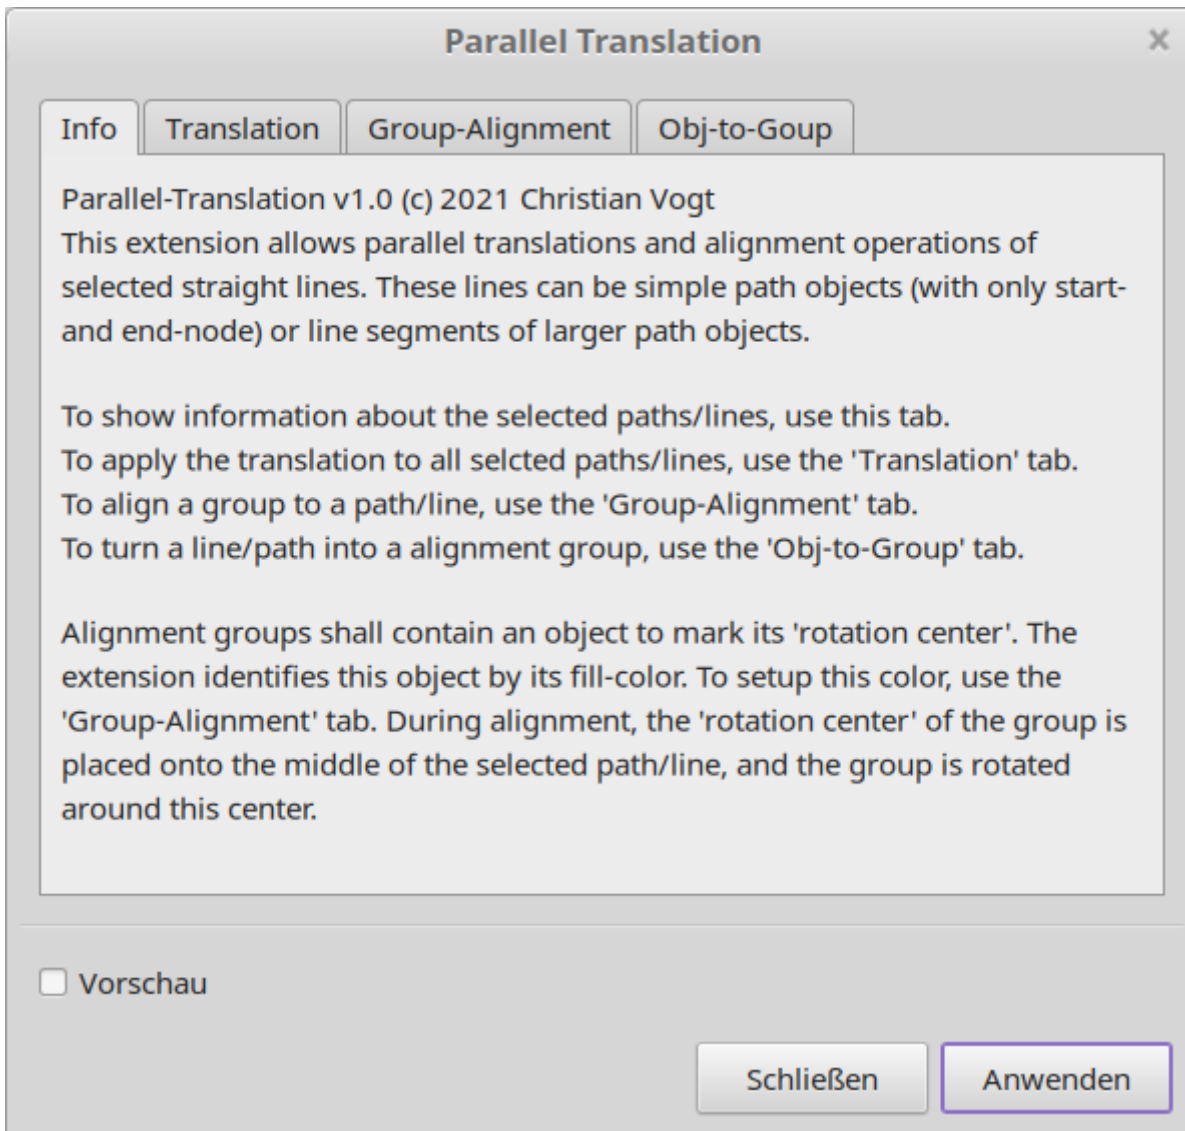 Parallel Translation
Info
Translation
Group-Alignment
Obj-to-Goup
Parallel-Translation v1.0 (c) 2021 Christian Vogt
This extension allows parallel translations and alignment operations of
selected straight lines. These lines can be simple path objects (with only start-
and end-node) or line segments of larger path objects.
To show information about the selected paths/lines, use this tab.
To apply the translation to all selcted paths/lines, use the 'Translation' tab.
To align a group to a path/line, use the 'Group-Alignment' tab.
To turn a line/path into a alignment group, use the 'Obj-to-Group' tab.
Alignment groups shall contain an object to mark its 'rotation center'. The
extension identifies this object by its fill-color. To setup this color, use the
'Group-Alignment' tab. During alignment, the 'rotation center' of the group is
placed onto the middle of the selected path/line, and the group is rotated
around this center.
Vorschau
Schließen
Anwenden